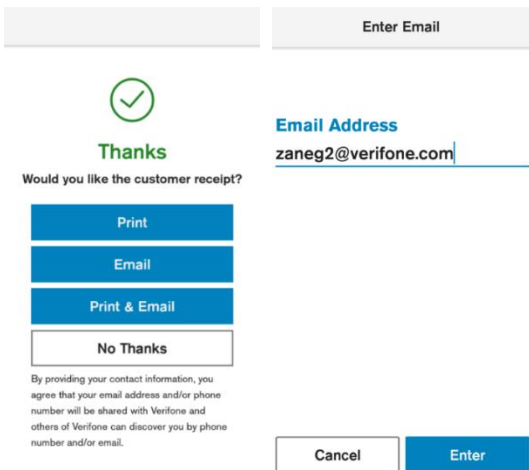 Thanks
Would you like the customer receipt?
Print
Email
Print & Email
No Thanks
By providing your contact information, you
agree that your email address and/or phone
number will be shared with Verifone and
others of Verifone can discover you by phone
number and/or email.
Enter Email
Email Address
zaneg2@verifone.com
Cancel
Enter